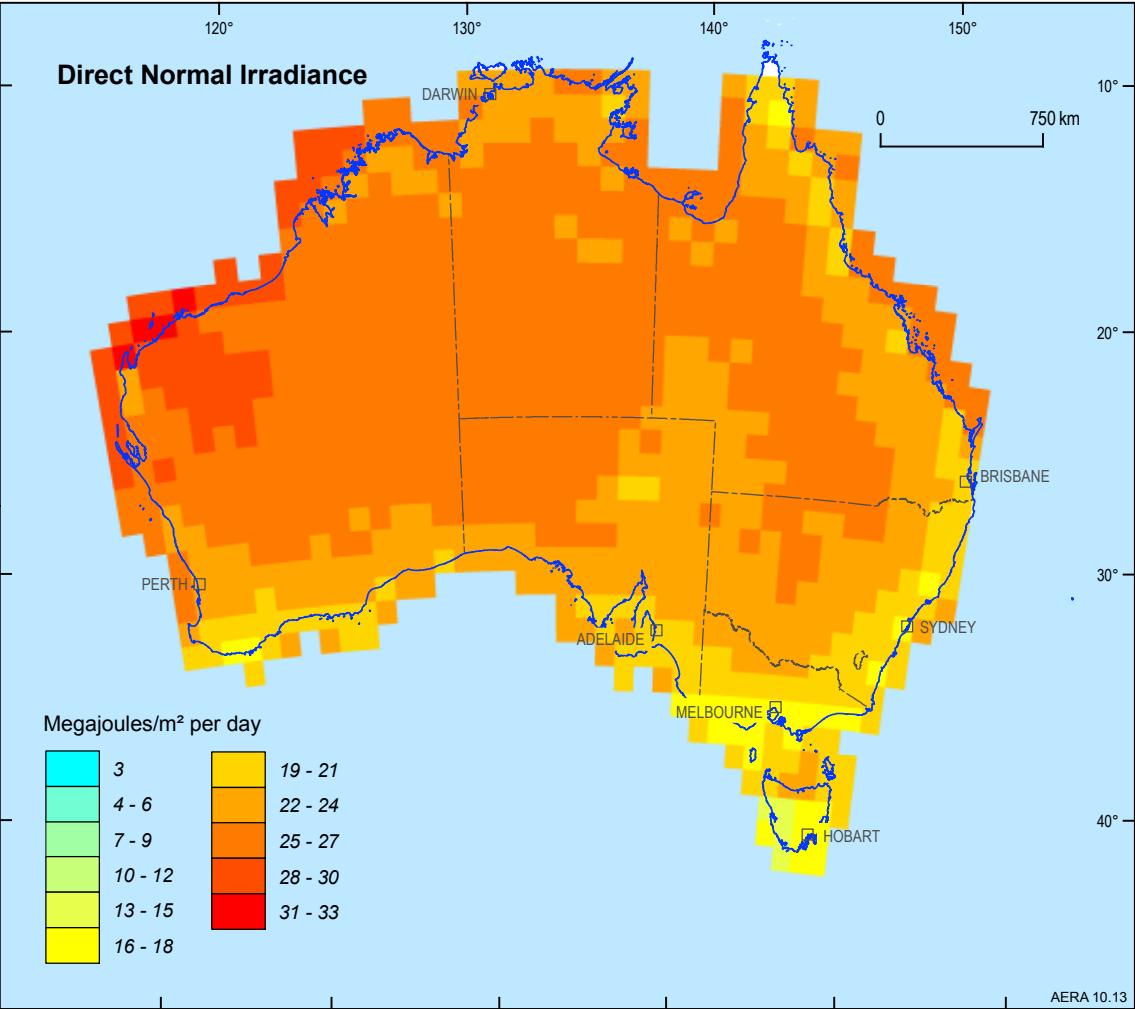 120°
130°
140°
150°
Direct Normal Irradiance
DARWIN
10°
0
750 km
20°
BRISBANE
30°
PERTH
SYDNEY
ADELAIDE
MELBOURNE
40°
HOBART
Megajoules/m² per day
3
4 - 6
7 - 9
10 - 12
13 - 15
16 - 18
19 - 21
22 - 24
25 - 27
28 - 30
31 - 33
AERA 10.13